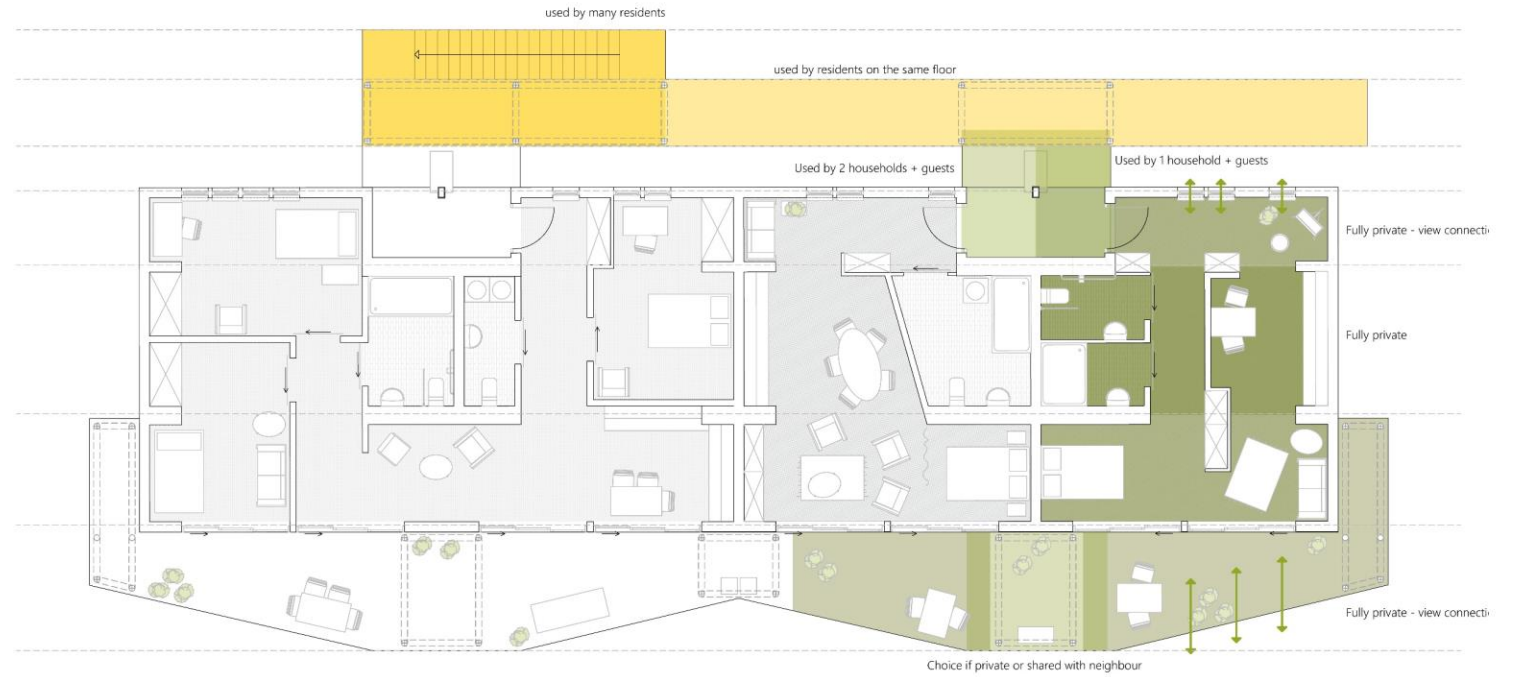 used by many residents
used by residents on the same floor
Used by 2 households + guests
Used by 1 household + guests
Fully private - view connecti
Fully private
Fully private - view connecti
Choice if private or shared with neighbour